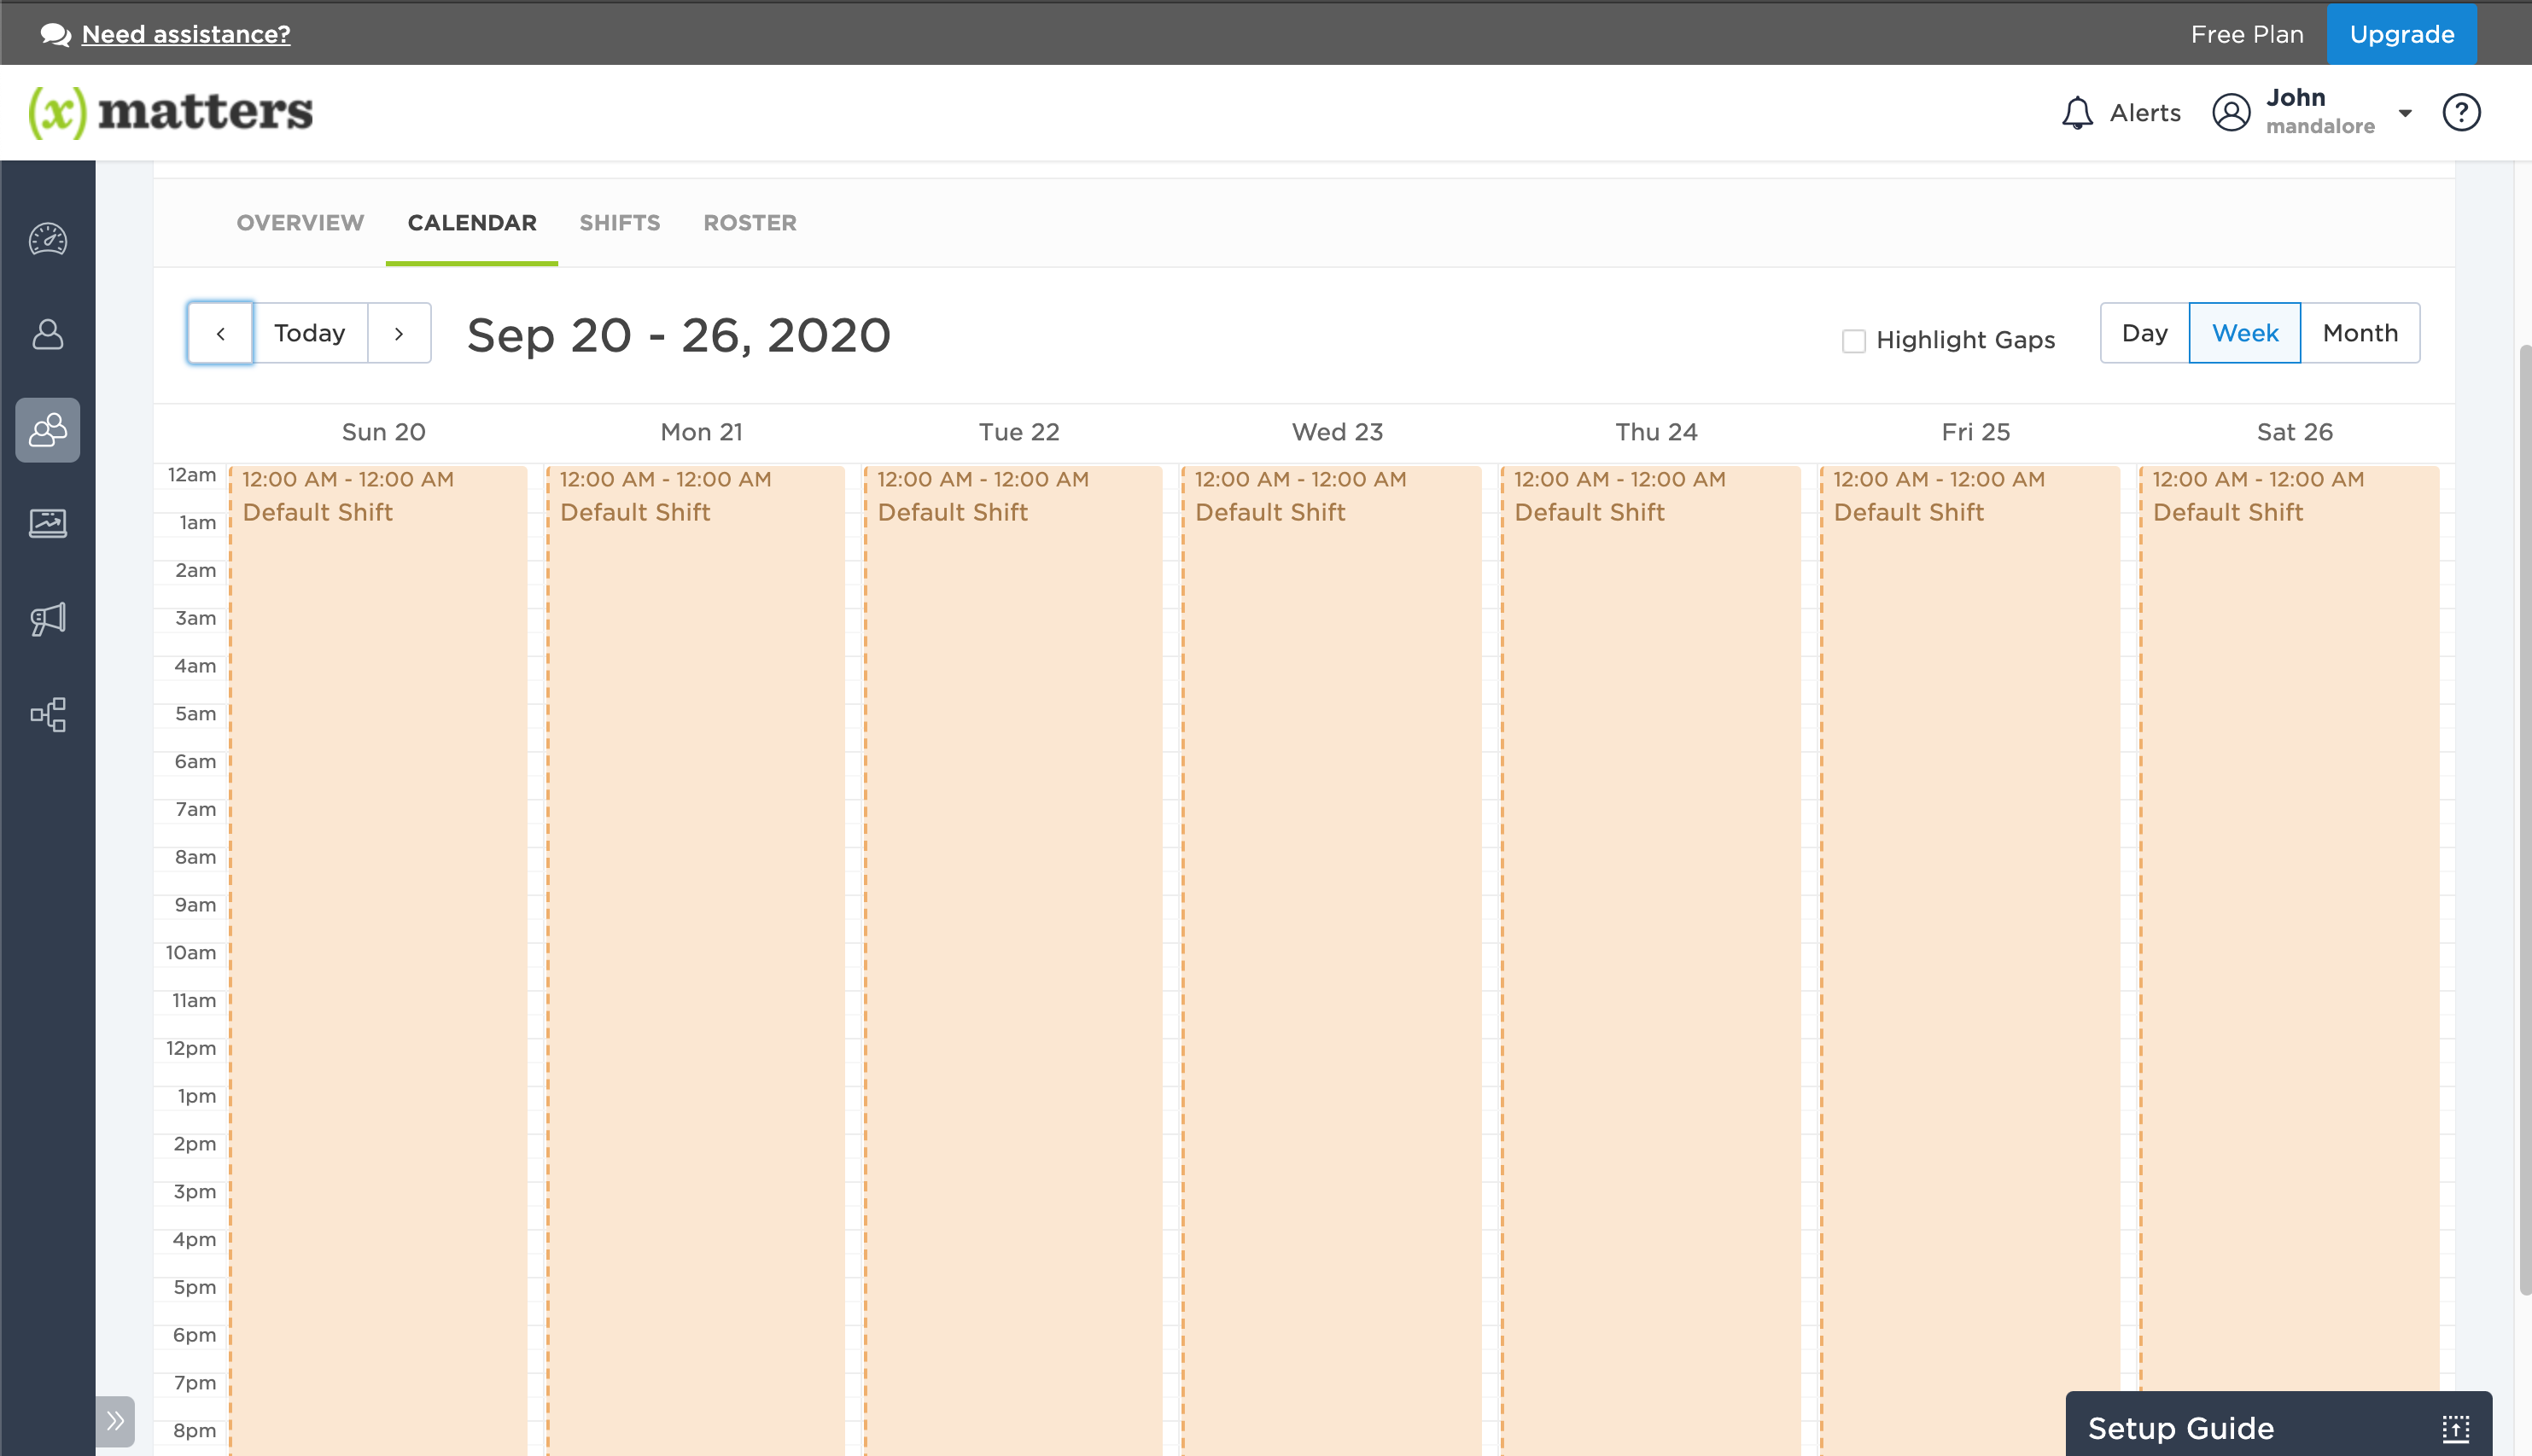 Need assistance?
Free Plan
Upgrade
(x) matters
Alerts
John
mandalore
?
OVERVIEW
CALENDAR
SHIFTS
ROSTER
Today
Sep 20 - 26, 2020
Highlight Gaps
Day
Week
Month
Sun 20
Mon 21
Tue 22
Wed 23
Thu 24
Fri 25
Sat 26
12:00 AM - 12:00 AM
Default Shift
12:00 AM - 12:00 AM
Default Shift
12:00 AM - 12:00 AM
Default Shift
12:00 AM - 12:00 AM
Default Shift
12:00 AM - 12:00 AM
Default Shift
12:00 AM - 12:00 AM
Default Shift
12:00 AM - 12:00 AM
Default Shift
12am
1am
2am
3am
4am
5am
6am
7am
8am
9am
10am
11am
12pm
1pm
2pm
3pm
4pm
5pm
6pm
7pm
8pm
Setup Guide